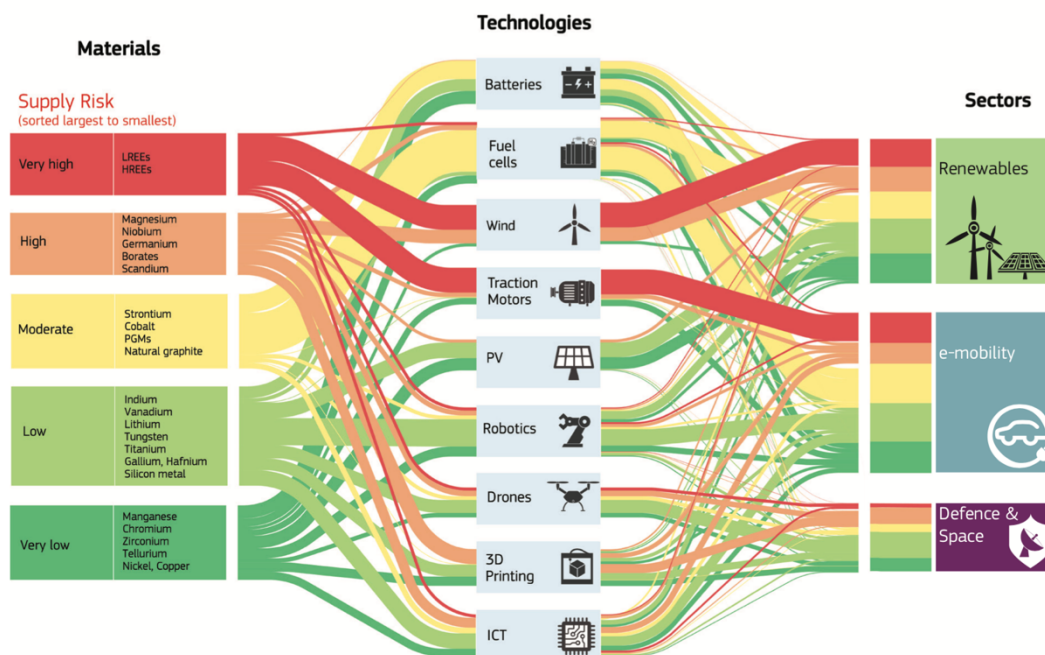 Technologies
Materials
Sectors
Supply Risk
(sorted largest to smallest)
Very high
LREEs
HREEs
High
Magnesium
Niobium
Germanium
Borates
Scandium
Moderate
Strontium
Cobalt
PGMs
Natural graphite
Low
Indium
Vanadium
Lithium
Tungsten
Titanium
Gallium, Hafnium
Silicon metal
Very low
Manganese
Chromium
Zirconium
Tellurium
Nickel, Copper
Batteries
Fuel
cells
Wind
Traction
Motors
PV
Robotics
Drones
3D
Printing
ICT
Renewables
e-mobility
Defence &
Space